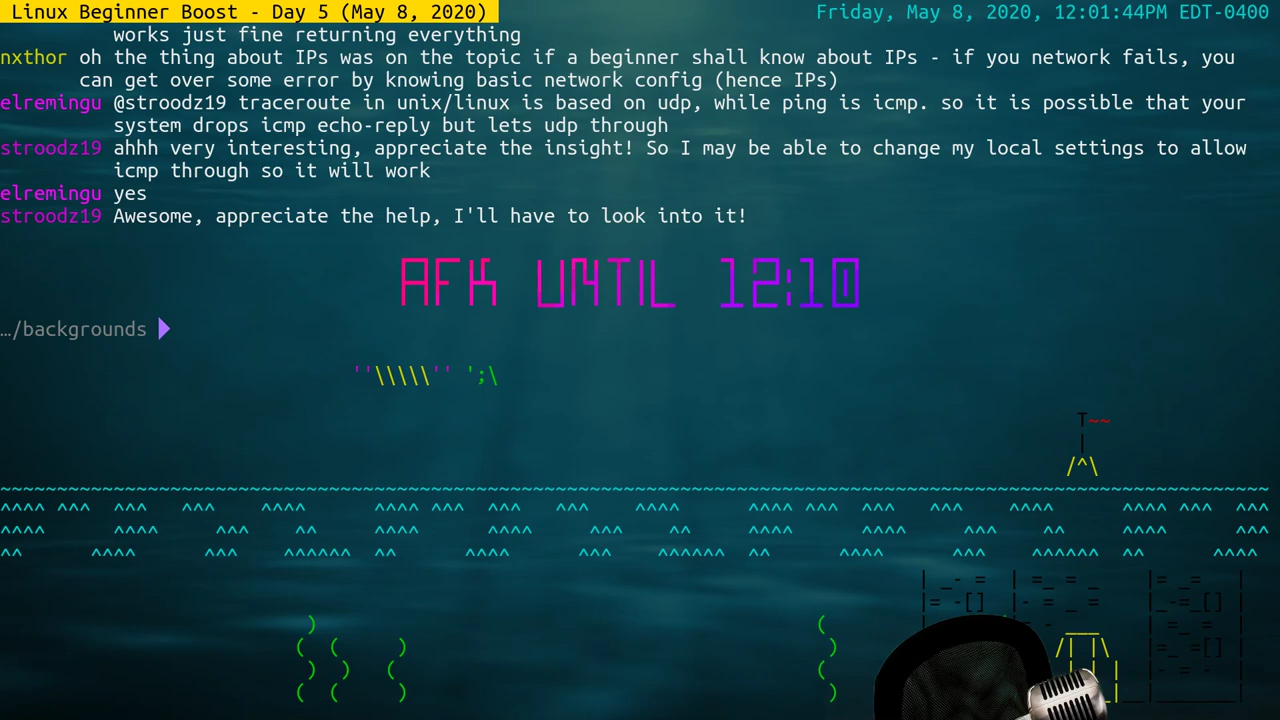 Linux Beginner Boost - Day 5 (May 8, 2020)
Friday, May 8, 2020, 12:01:44PM EDT-0400
works just fine returning everything
nxthor oh the thing about IPs was on the topic if a beginner shall know about IPs - if you network fails, you
can get over some error by knowing basic network config (hence IPs)
elremingu @stroodz19 traceroute in unix/linux is based on udp, while ping is icmp. so it is possible that your
system drops icmp echo-reply but lets udp through
stroodz19 ahhh very interesting, appreciate the insight! So I may be able to change my local settings to allow
icmp through so it will work
elremingu yes
stroodz19 Awesome, appreciate the help, I'll have to look into it!
AFK UNTIL 12:10
…/backgrounds